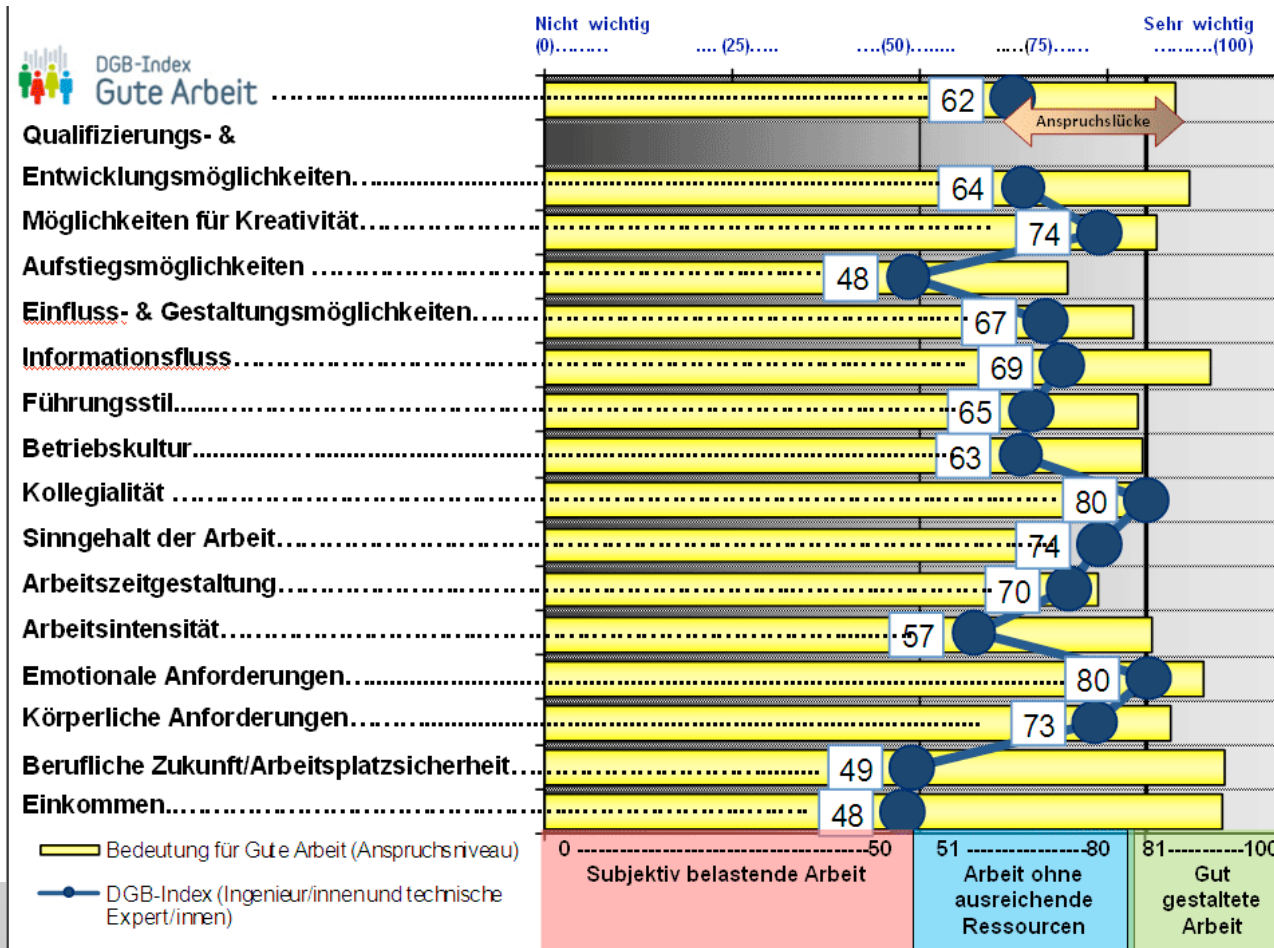 Nicht wichtig Sehr wichtig
(0)......... .... (25)..... ....(50)........ .....(75)...... .........(100)
DGB-Index
Gute Arbeit 62
Anspruchslücke
Qualifizierungs- &
Entwicklungsmöglichkeiten 64
Möglichkeiten für Kreativität 74
Aufstiegsmöglichkeiten 48
Einfluss- & Gestaltungsmöglichkeiten 67
Informationsfluss 69
Führungsstil 65
Betriebskultur 63
Kollegialität 80
Sinngehalt der Arbeit 74
Arbeitszeitgestaltung 70
Arbeitsintensität 57
Emotionale Anforderungen 80
Körperliche Anforderungen 73
Berufliche Zukunft/Arbeitsplatzsicherheit 49
Einkommen 48
Bedeutung für Gute Arbeit (Anspruchsniveau)
DGB-Index (Ingenieur/innenund technische
Expert/innen)
0 ------------------------------50
Subjektiv belastende Arbeit
51 ---------------80
Arbeit ohne
ausreichende
Ressourcen
81----------100
Gut
gestaltete
Arbeit